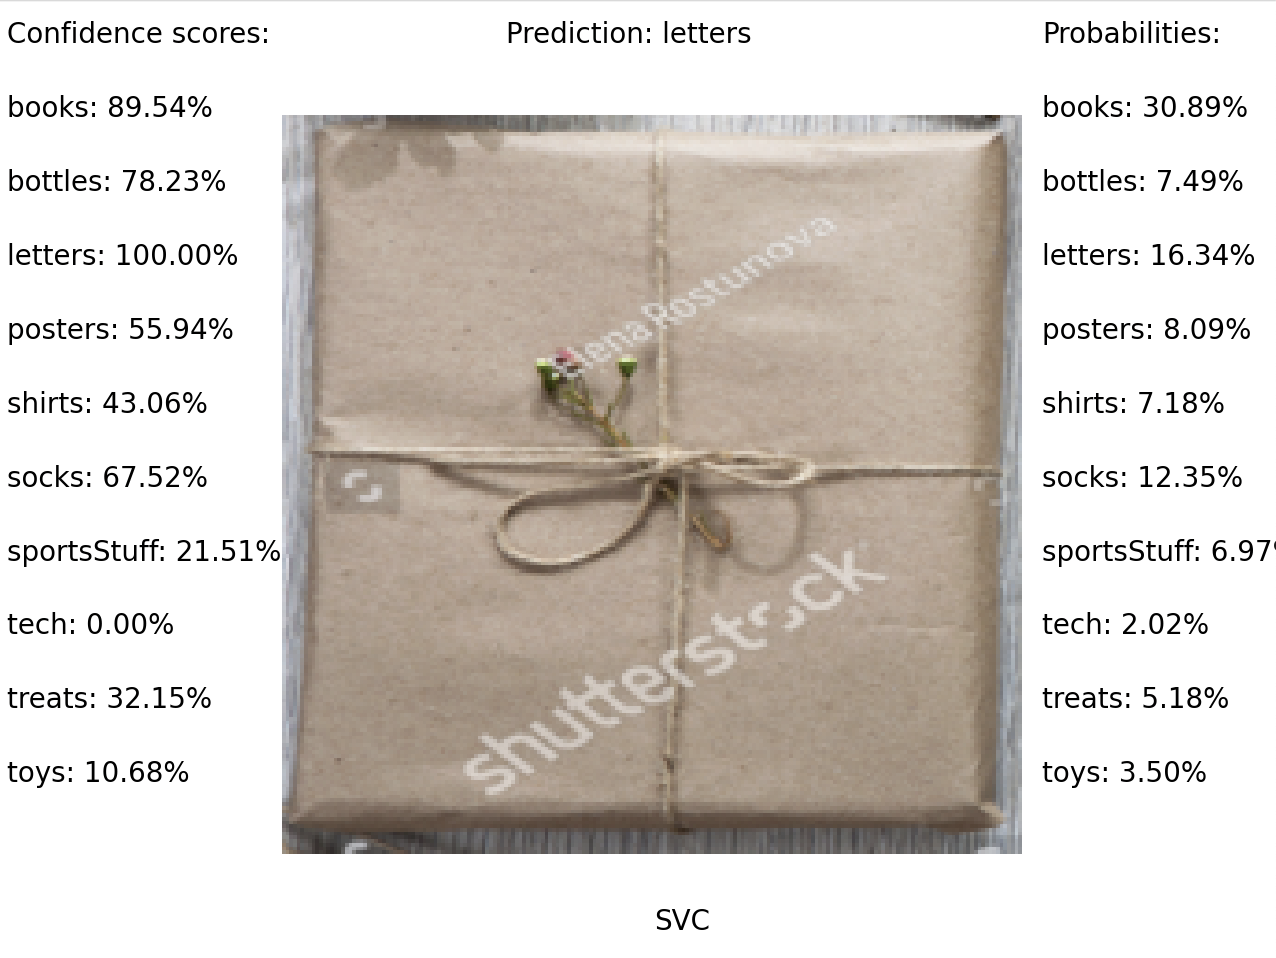 Confidence scores:
Prediction: letters
Probabilities:
books: 89.54%
bottles: 78.23%
letters: 100.00%
posters: 55.94%
shirts: 43.06%
socks: 67.52%
sportsStuff: 21.51%
tech: 0.00%
treats: 32.15%
toys: 10.68%
Elena Rostunova
shutterstock
books: 30.89%
bottles: 7.49%
letters: 16.34%
posters: 8.09%
shirts: 7.18%
socks: 12.35%
sportsStuff: 6.97%
tech: 2.02%
treats: 5.18%
toys: 3.50%
SVC